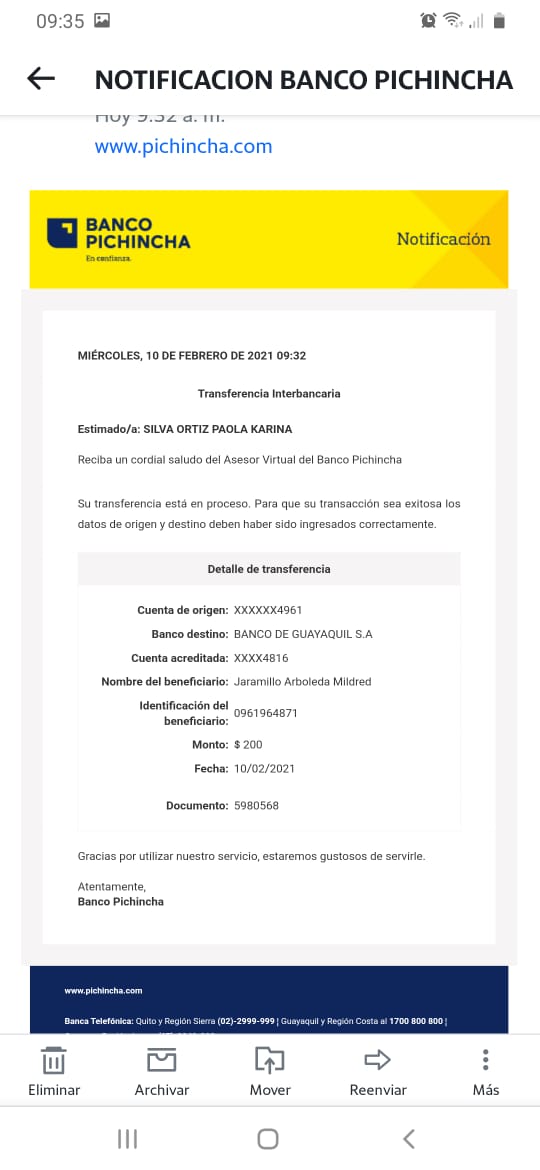 09:35
NOTIFICACION BANCO PICHINCHA
Hoy 9:32 a. m.
www.pichincha.com
BANCO
PICHINCHA
En confianza.
Notificación
MIÉRCOLES, 10 DE FEBRERO DE 2021 09:32
Transferencia Interbancaria
Estimado/a: SILVA ORTIZ PAOLA KARINA
Reciba un cordial saludo del Asesor Virtual del Banco Pichincha
Su transferencia está en proceso. Para que su transacción sea exitosa los
datos de origen y destino deben haber sido ingresados correctamente.
Detalle de transferencia
Cuenta de origen: XXXXXX4961
Banco destino: BANCO DE GUAYAQUIL S.A
Cuenta acreditada: XXXX4816
Nombre del beneficiario: Jaramillo Arboleda Mildred
Identificación del
beneficiario: 0961964871
Monto: $ 200
Fecha: 10/02/2021
Documento: 5980568
Gracias por utilizar nuestro servicio, estaremos gustosos de servirle.
Atentamente,
Banco Pichincha
www.pichincha.com
Banca Telefónica: Quito y Región Sierra (02)-2999-999 | Guayaquil y Región Costa al 1700 800 800 |
Eliminar
Archivar
Mover
Reenviar
Más